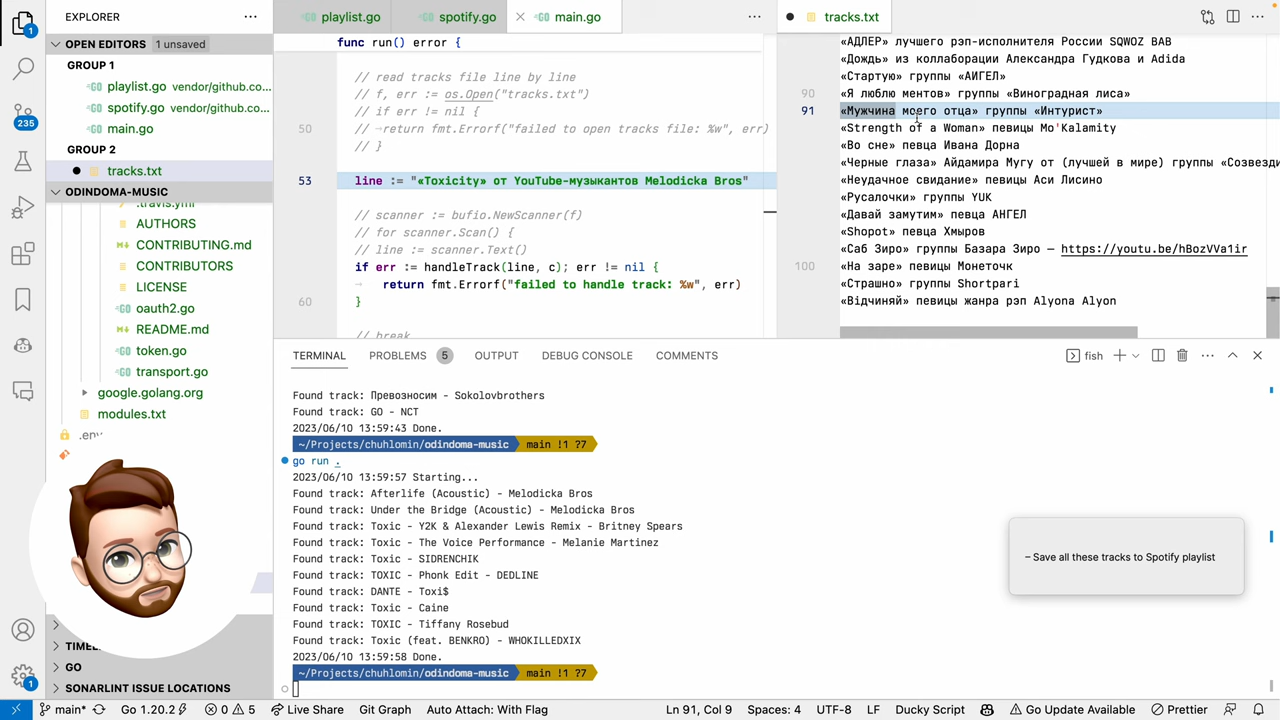 EXPLORER
OPEN EDITORS 1 unsaved
GROUP 1
playlist.go vendor/github.co...
spotify.go vendor/github.co...
main.go
GROUP 2
tracks.txt
ODINDOMA-MUSIC
.travis.yml
AUTHORS
CONTRIBUTING.md
CONTRIBUTORS
LICENSE
oauth2.go
README.md
token.go
transport.go
google.golang.org
modules.txt
.env
GO
SONARLINT ISSUE LOCATIONS
1
235
1
playlist.go
spotify.go
main.go
func run() error {
// read tracks file line by line
// f, err := os.Open("tracks.txt")
// if err != nil {
50 // →return fmt.Errorf("failed to open tracks file: %w", err)
// }
53 line := "«Toxicity» от YouTube-музыкантов Melodicka Bros"
// scanner := bufio.NewScanner(f)
// for scanner.Scan() {
// line := scanner.Text()
if err := handleTrack(line, c); err != nil {
→ return fmt.Errorf("failed to handle track: %w", err)
60 }
// break
tracks.txt
«АДЛЕР» лучшего рэп-исполнителя России SQWOZ BAB
«Дождь» из коллаборации Александра Гудкова и Adida
«Стартую» группы «АИГЕЛ»
90 «Я люблю ментов» группы «Виноградная лиса»
91 «Мужчина моего отца» группы «Интурист»
«Strength of a Woman» певицы Mo'Kalamity
«Во сне» певца Ивана Дорна
«Черные глаза» Айдамира Мугу от (лучшей в мире) группы «Созвезди
«Неудачное свидание» певицы Аси Лисино
«Русалочки» группы YUK
«Давай замутим» певца АНГЕЛ
«Shopot» певца Хмыров
«Саб Зиро» группы Базара Зиро — https://youtu.be/hBozVVa1ir
100 «На заре» певицы Монеточк
«Страшно» группы Shortpari
«Відчиняй» певицы жанра рэп Alyona Alyon
TERMINAL PROBLEMS 5 OUTPUT DEBUG CONSOLE COMMENTS
fish
Found track: Превозносим - Sokolovbrothers
Found track: GO - NCT
2023/06/10 13:59:43 Done.
~/Projects/chuhlomin/odindoma-music main !1 ?7
go run .
2023/06/10 13:59:57 Starting...
Found track: Afterlife (Acoustic) - Melodicka Bros
Found track: Under the Bridge (Acoustic) - Melodicka Bros
Found track: Toxic - Y2K & Alexander Lewis Remix - Britney Spears
Found track: Toxic - The Voice Performance - Melanie Martinez
Found track: Toxic - SIDRENCHIK
Found track: TOXIC - Phonk Edit - DEDLINE
Found track: DANTE - Toxi$
Found track: Toxic - Caine
Found track: TOXIC - Tiffany Rosebud
Found track: Toxic (feat. BENKRO) - WHOKILLEDXIX
2023/06/10 13:59:58 Done.
~/Projects/chuhlomin/odindoma-music main !1 ?7
– Save all these tracks to Spotify playlist
main* Go 1.20.2 0 5 Live Share Git Graph Auto Attach: With Flag Ln 91, Col 9 Spaces: 4 UTF-8 LF Ducky Script Go Update Available Prettier